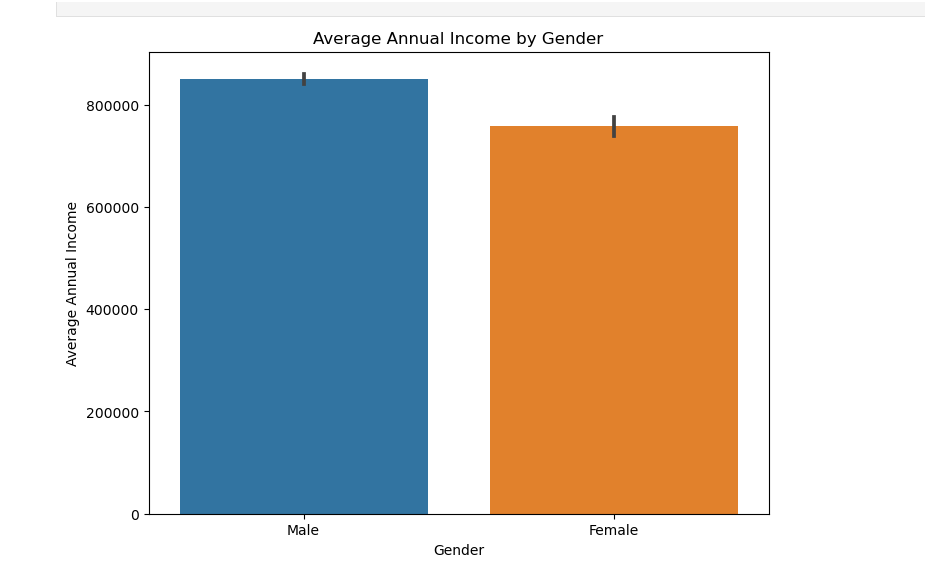 Average Annual Income by Gender
800000
600000
400000
200000
0
Average Annual Income
Male Female
Gender